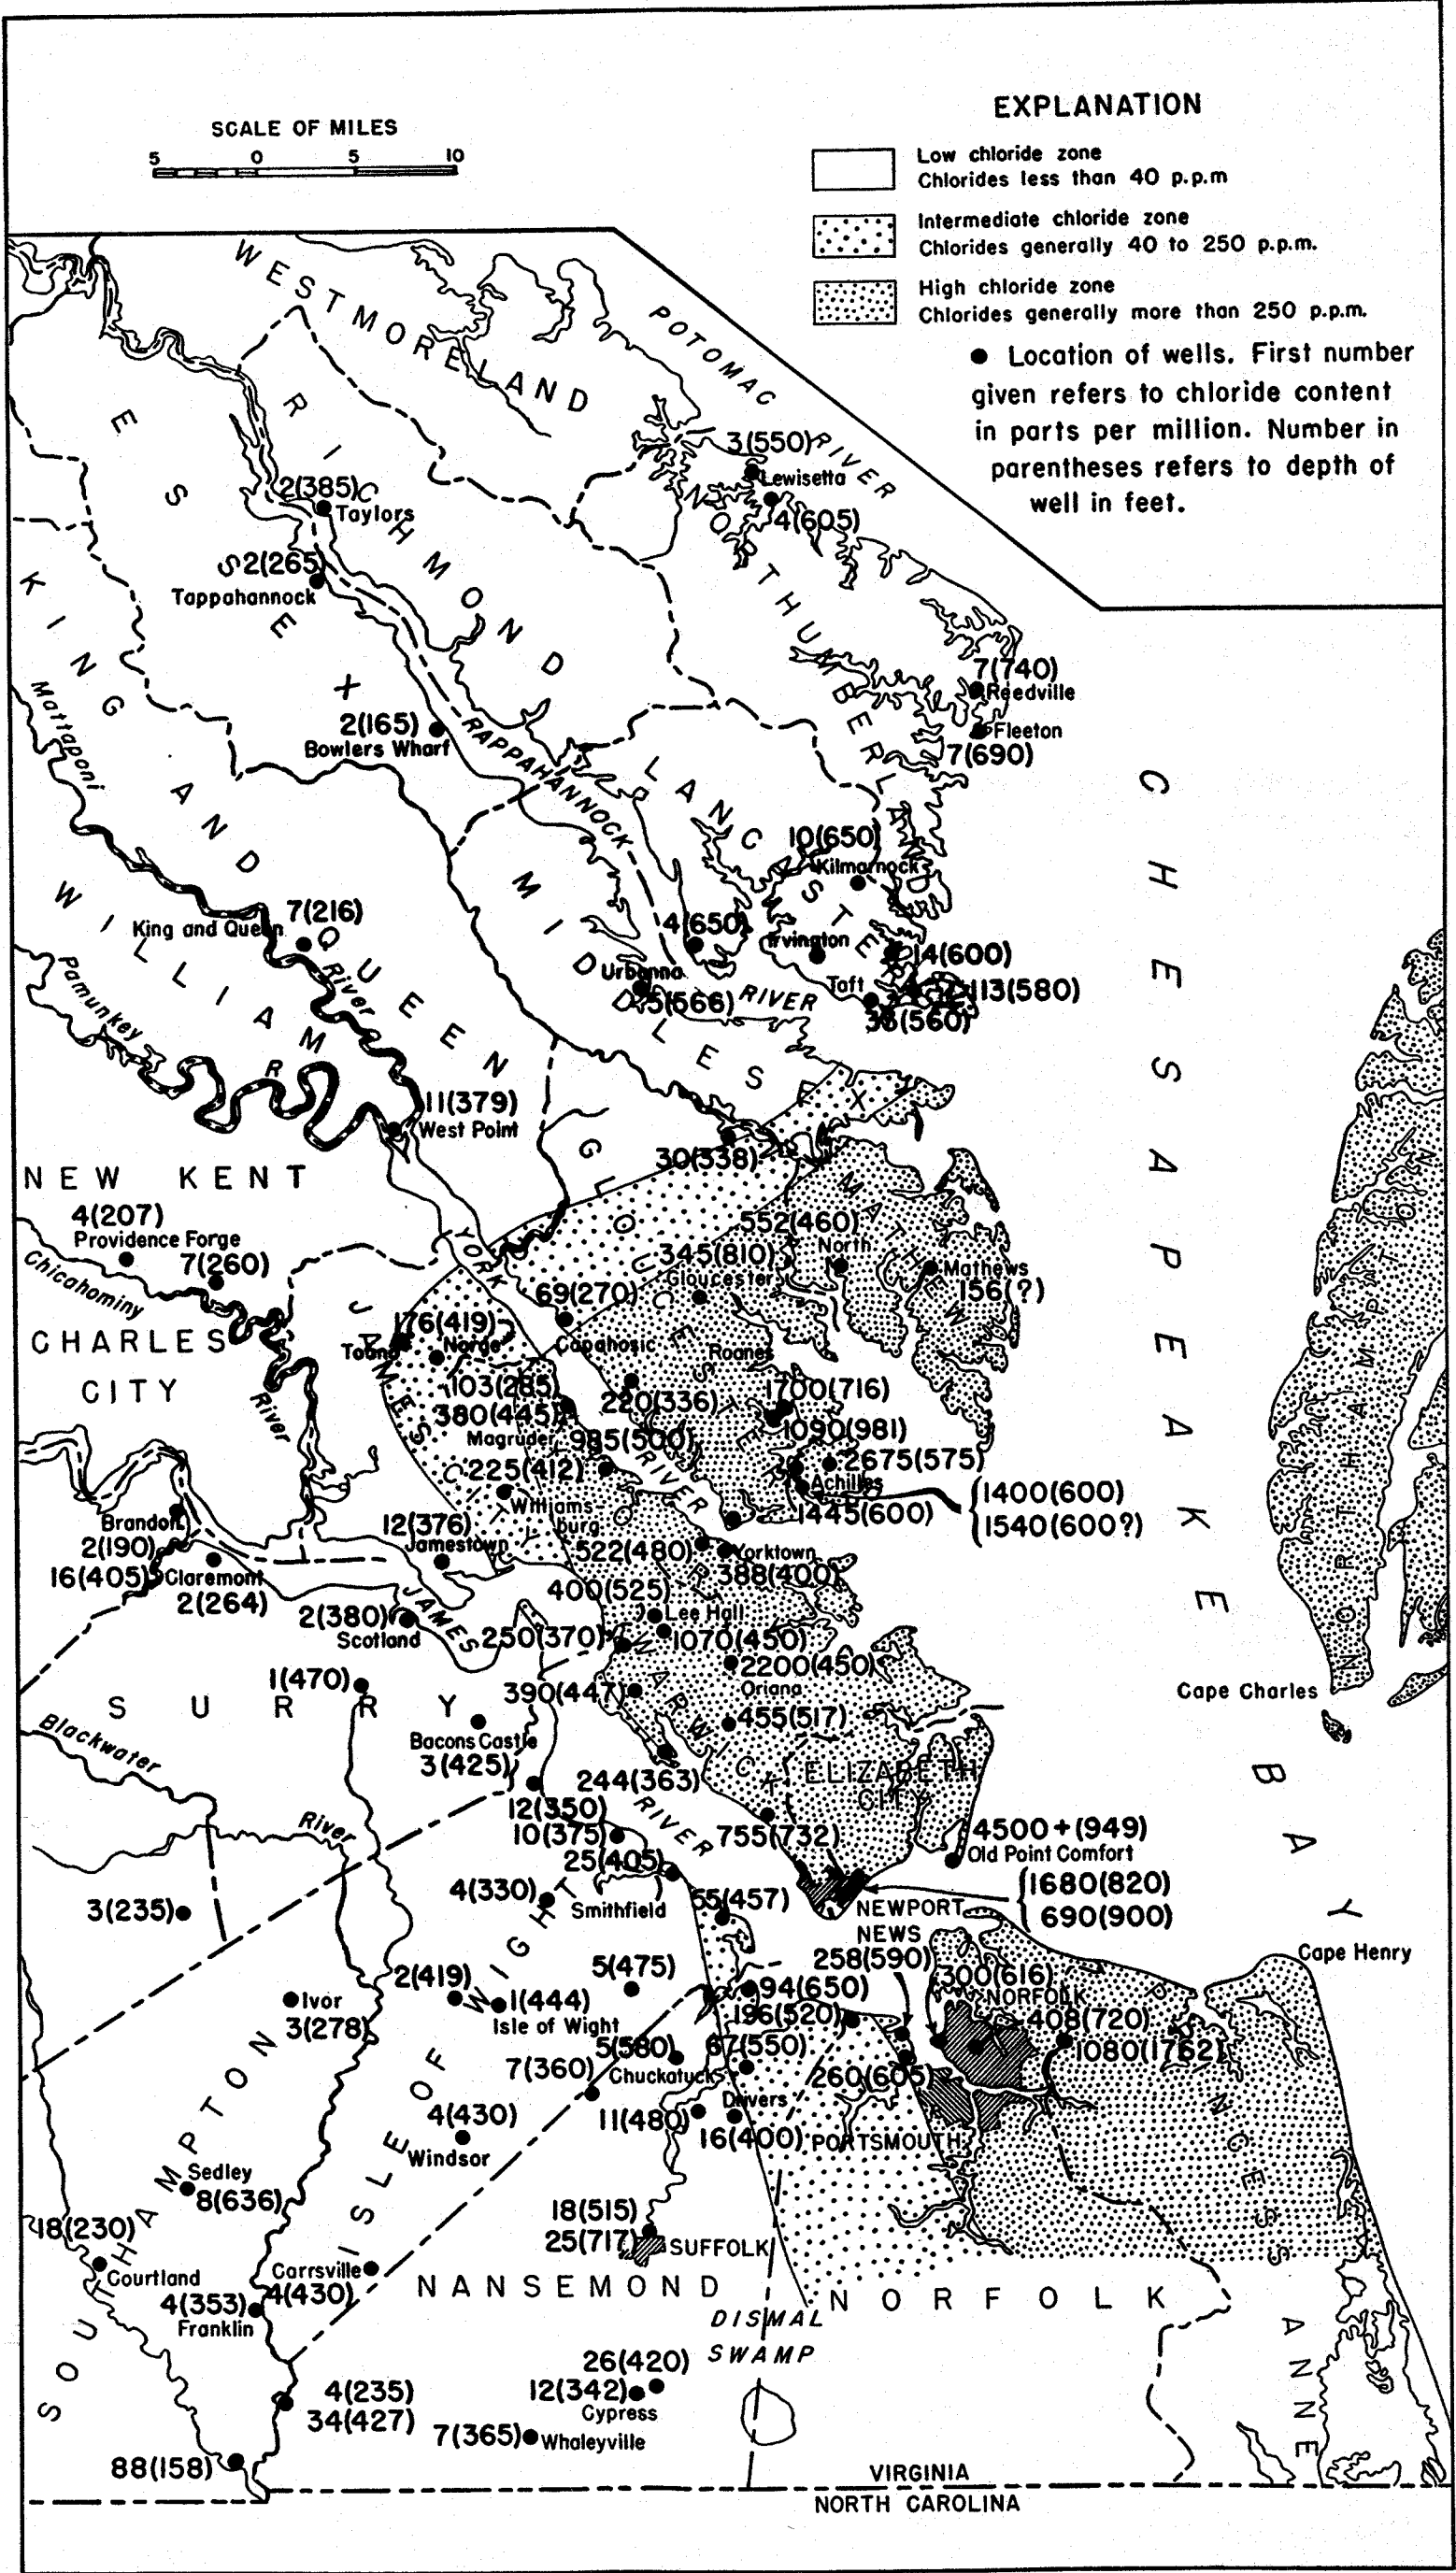 SCALE OF MILES
5 0 5 10
EXPLANATION
Low chloride zone
Chlorides less than 40 p.p.m
Intermediate chloride zone
Chlorides generally 40 to 250 p.p.m.
High chloride zone
Chlorides generally more than 250 p.p.m.
Location of wells. First number
given refers to chloride content
in parts per million. Number in
parentheses refers to depth of
well in feet.
WESTMORELAND
POTOMAC RIVER
ESSEX
RICHMOND
3(550)
Lewisetta
4(605)
2(385)
Taylors
NORTHUMBERLAND
2(265)
Tappahannock
KING AND QUEEN
7(740)
Reedville
Fleeton
7(690)
Mattaponi
River
2(165)
Bowlers Wharf
RAPPAHANNOCK
RIVER
LANCASTER
CHESAPEAKE BAY
10(650)
Kilmarnock
MIDDLESEX
KING WILLIAM
7(216)
King and Queen
4(650)
Irvington
14(600)
Urbanna
5(566)
Taft
113(580)
35(560)
Pamunkey
R
11(379)
West Point
30(338)
NEW KENT
GLOUCESTER
MATHEWS
4(207)
Providence Forge
7(260)
Chicahominy
River
YORK
RIVER
552(460)
North
345(810)
Gloucester
Mathews
156(?)
NORTHAMPTON
69(270)
Capahosic
CHARLES
CITY
JAMES CITY
176(419)
Toano
Norge
Roanes
103(285)
220(336)
1700(716)
380(445)
Magruder
985(500)
1090(981)
2675(575)
225(412)
Williams-
burg
Achilles
1400(600)
1445(600)
1540(600?)
YORK
Brandon
2(190)
16(405)
Claremont
2(264)
12(376)
Jamestown
522(480)
Yorktown
388(400)
400(525)
Lee Hall
JAMES
RIVER
2(380)
Scotland
250(370)
1070(450)
2200(450)
Oriana
WARWICK
1(470)
SURRY
390(447)
Cape Charles
455(517)
Blackwater
River
Bacons Castle
3(425)
244(363)
ELIZABETH
CITY
12(350)
10(375)
755(732)
4500+(949)
Old Point Comfort
25(405)
1680(820)
690(900)
3(235)
4(330)
Smithfield
55(457)
NEWPORT
NEWS
Cape Henry
258(590)
300(616)
NORFOLK
PRINCESS ANNE
2(419)
5(475)
94(650)
Ivor
3(278)
1(444)
Isle of Wight
196(520)
408(720)
1080(1762)
ISLE OF WIGHT
5(580)
Chuckatuck
67(550)
260(605)
7(360)
Drivers
4(430)
Windsor
11(480)
16(400)
PORTSMOUTH
SOUTHAMPTON
Sedley
8(636)
18(230)
Courtland
18(515)
25(717)
SUFFOLK
Carrsville
4(430)
4(353)
Franklin
NANSEMOND
NORFOLK
DISMAL
SWAMP
26(420)
12(342)
Cypress
4(235)
34(427)
7(365)
Whaleyville
88(158)
VIRGINIA
NORTH CAROLINA